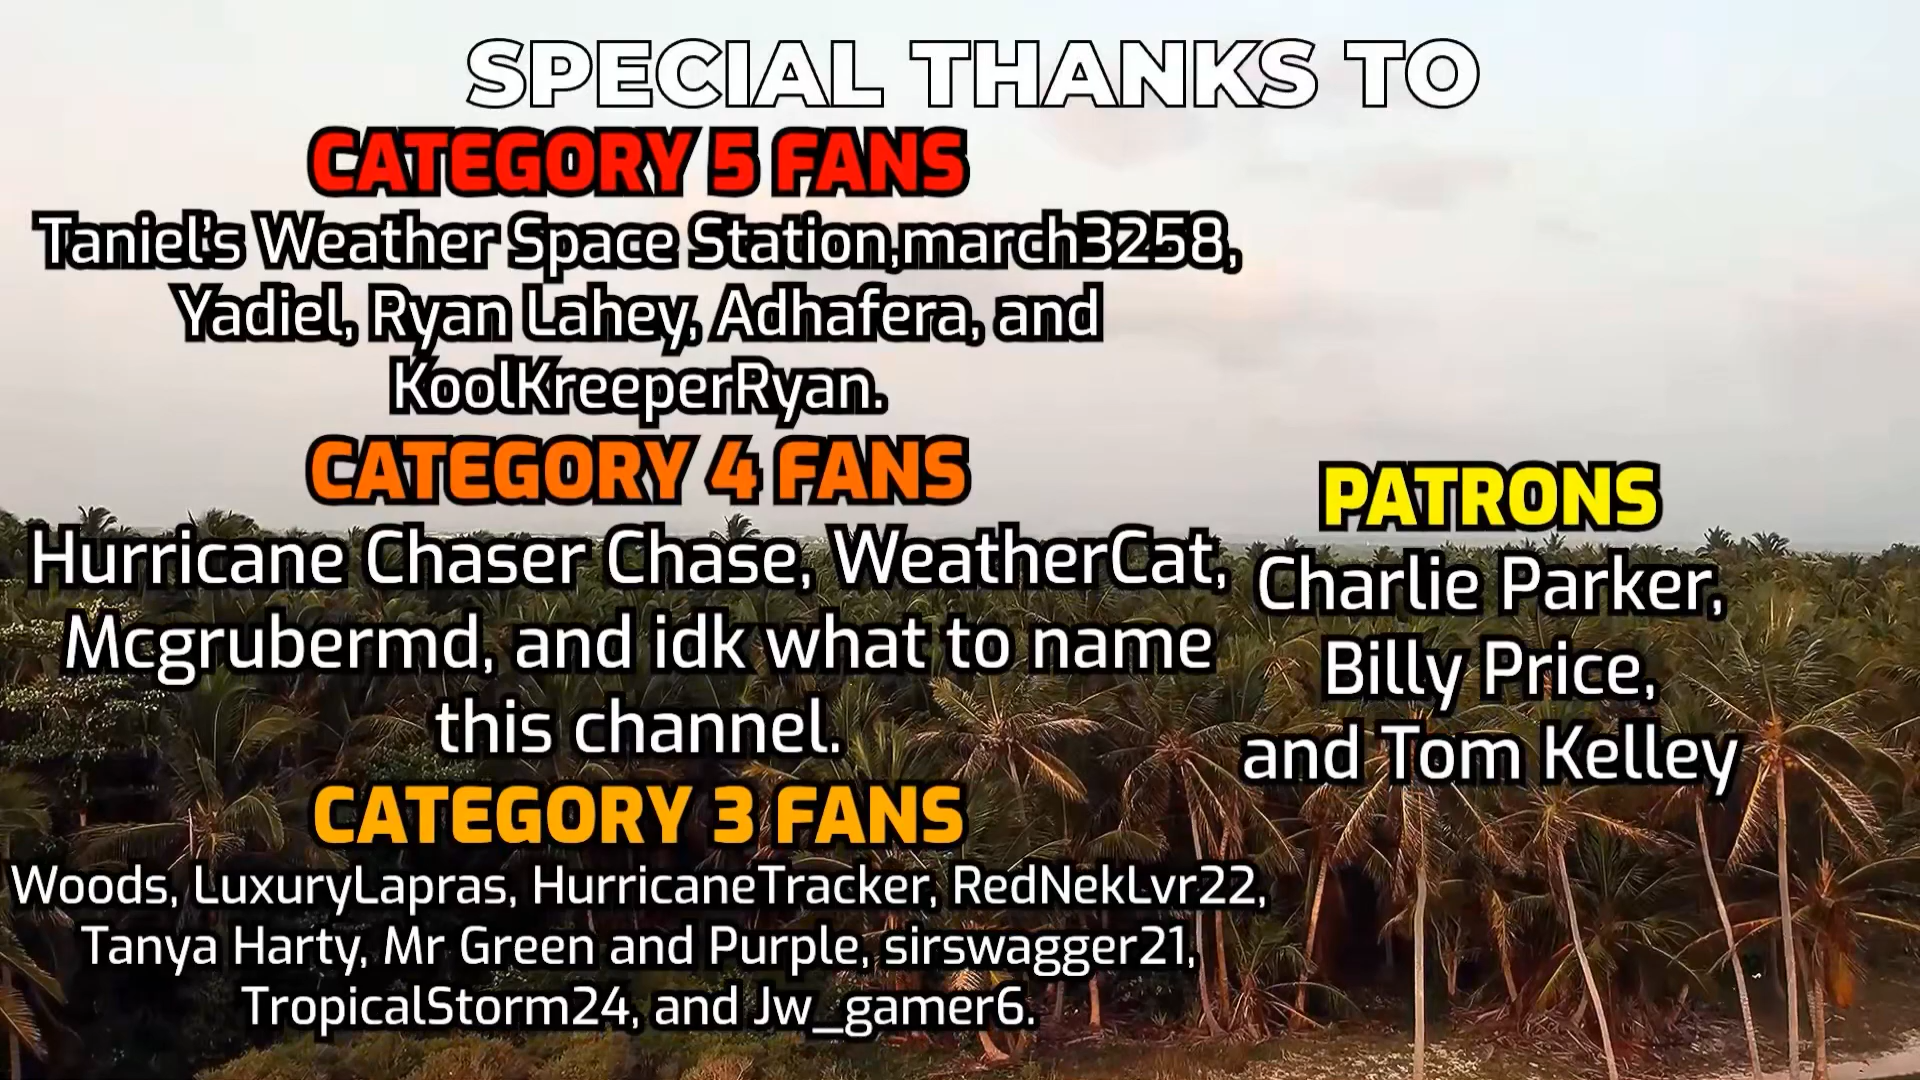 SPECIAL THANKS TO
CATEGORY 5 FANS
Taniel's Weather Space Station,march3258,
Yadiel, Ryan Lahey, Adhafera, and
KoolKreeperRyan.
CATEGORY 4 FANS
Hurricane Chaser Chase, WeatherCat,
Mcgrubermd, and idk what to name
this channel.
CATEGORY 3 FANS
Woods, LuxuryLapras, HurricaneTracker, RedNekLvr22,
Tanya Harty, Mr Green and Purple, sirswagger21,
TropicalStorm24, and Jw_gamer6.
PATRONS
Charlie Parker,
Billy Price,
and Tom Kelley